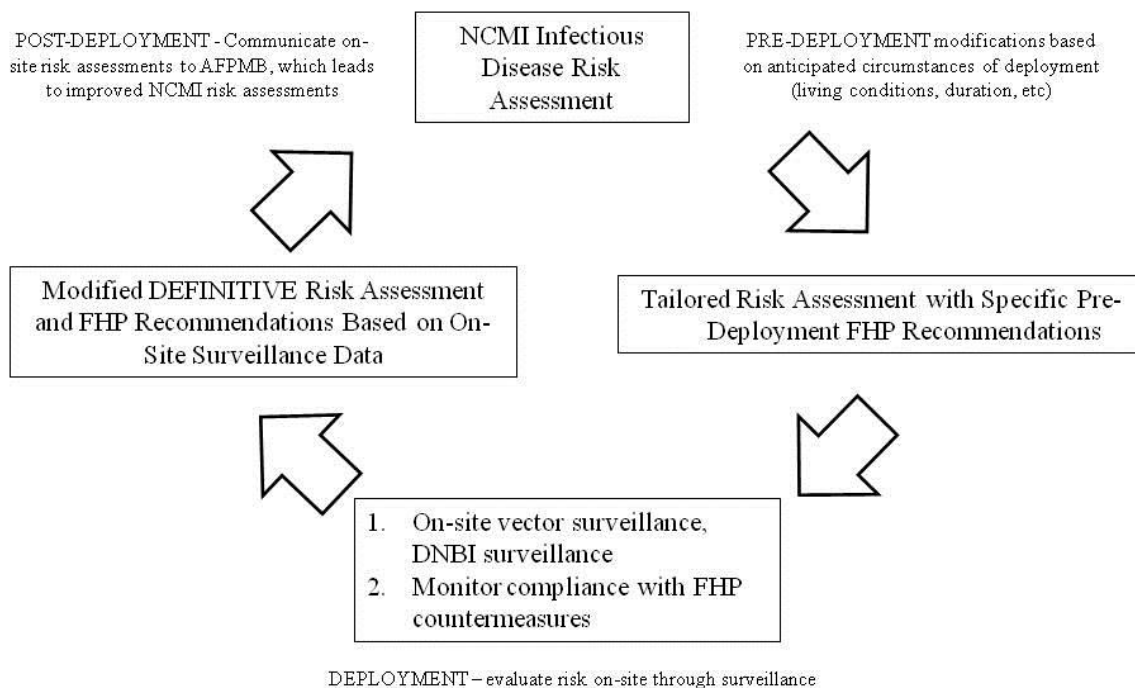 POST-DEPLOYMENT - Communicate on-
site risk assessments to AFPMB, which leads
to improved NCMI risk assessments
NCMI Infectious
Disease Risk
Assessment
PRE-DEPLOYMENT modifications based
on anticipated circumstances of deployment
(living conditions, duration, etc)
Modified DEFINITIVE Risk Assessment
and FHP Recommendations Based on On-
Site Surveillance Data
Tailored Risk Assessment with Specific Pre-
Deployment FHP Recommendations
1. On-site vector surveillance,
DNBI surveillance
2. Monitor compliance with FHP
countermeasures
DEPLOYMENT – evaluate risk on-site through surveillance